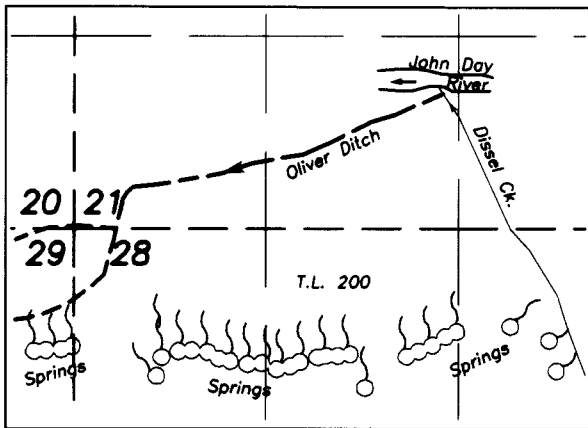 John Day
River
Oliver Ditch
Dissel Ck.
20 21
29 28
T.L. 200
Springs
Springs
Springs